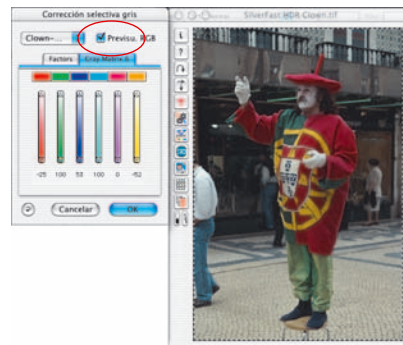 Corrección selectiva gris
Clown-...
Previsu. RGB
Factors
Gray Matrix 6
-25 100 53 100 0 -52
Cancelar
OK
SilverFast HDR Clown.tif